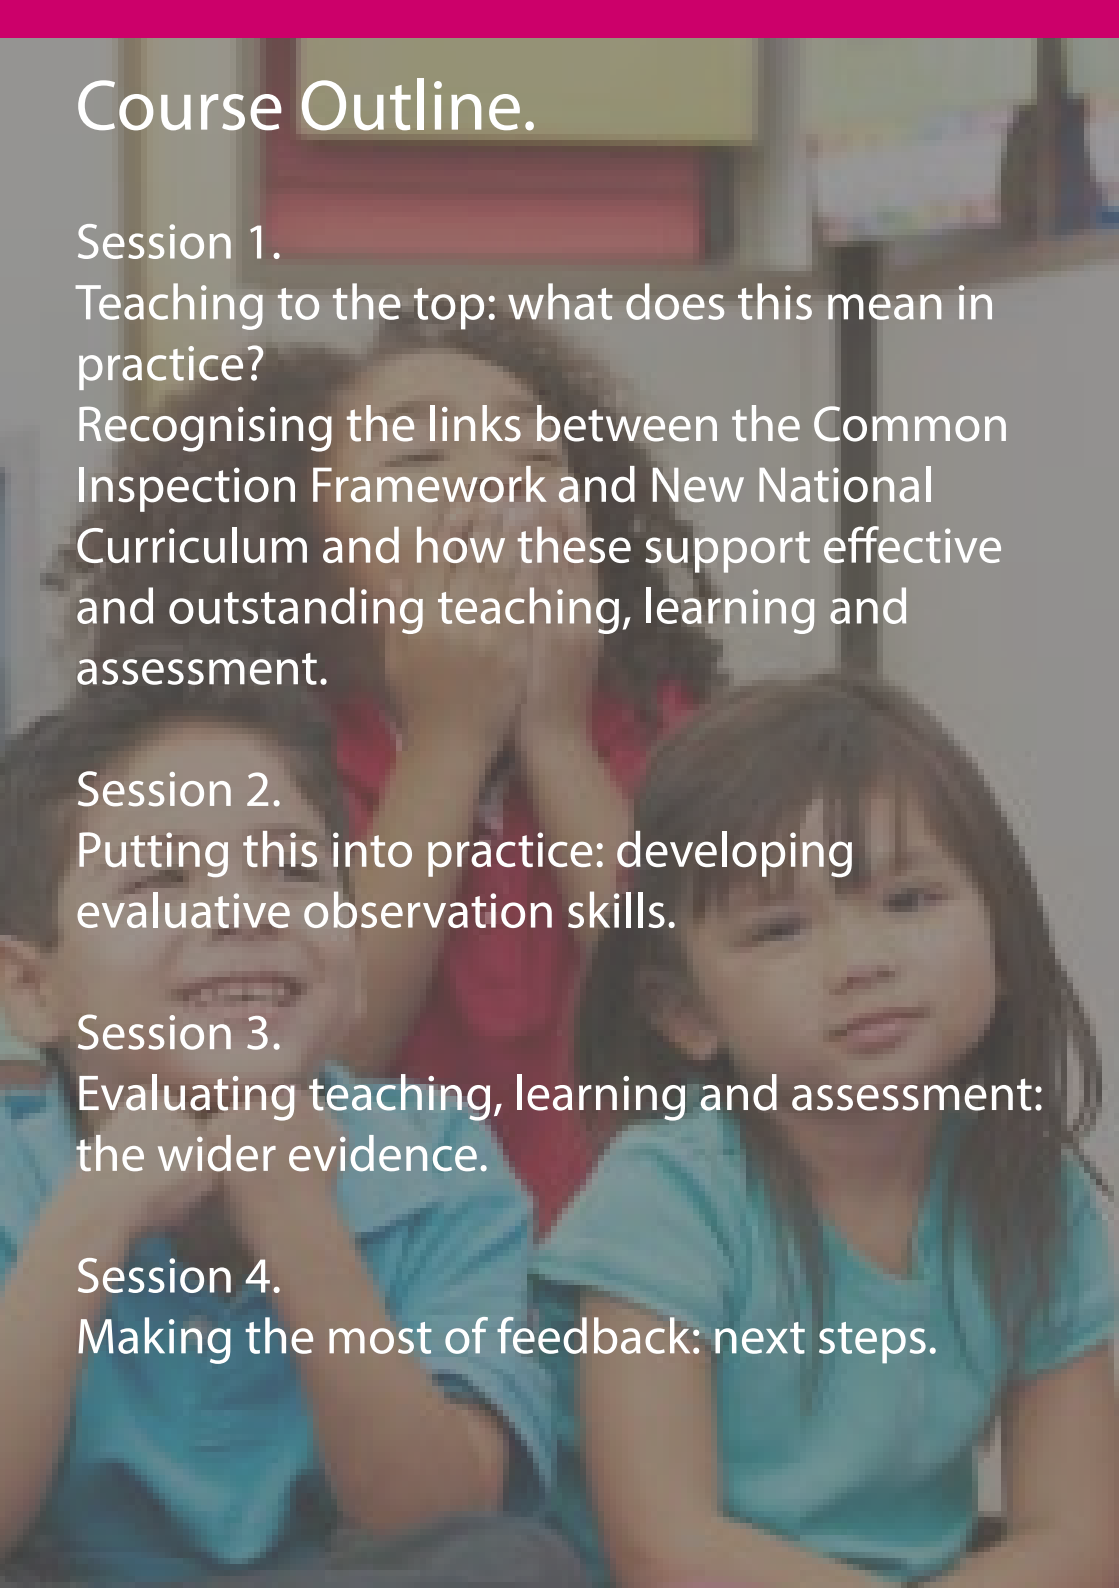 Course Outline.
Session 1.
Teaching to the top: what does this mean in
practice?
Recognising the links between the Common
Inspection Framework and New National
Curriculum and how these support effective
and outstanding teaching, learning and
assessment.
Session 2.
Putting this into practice: developing
evaluative observation skills.
Session 3.
Evaluating teaching, learning and assessment:
the wider evidence.
Session 4.
Making the most of feedback: next steps.